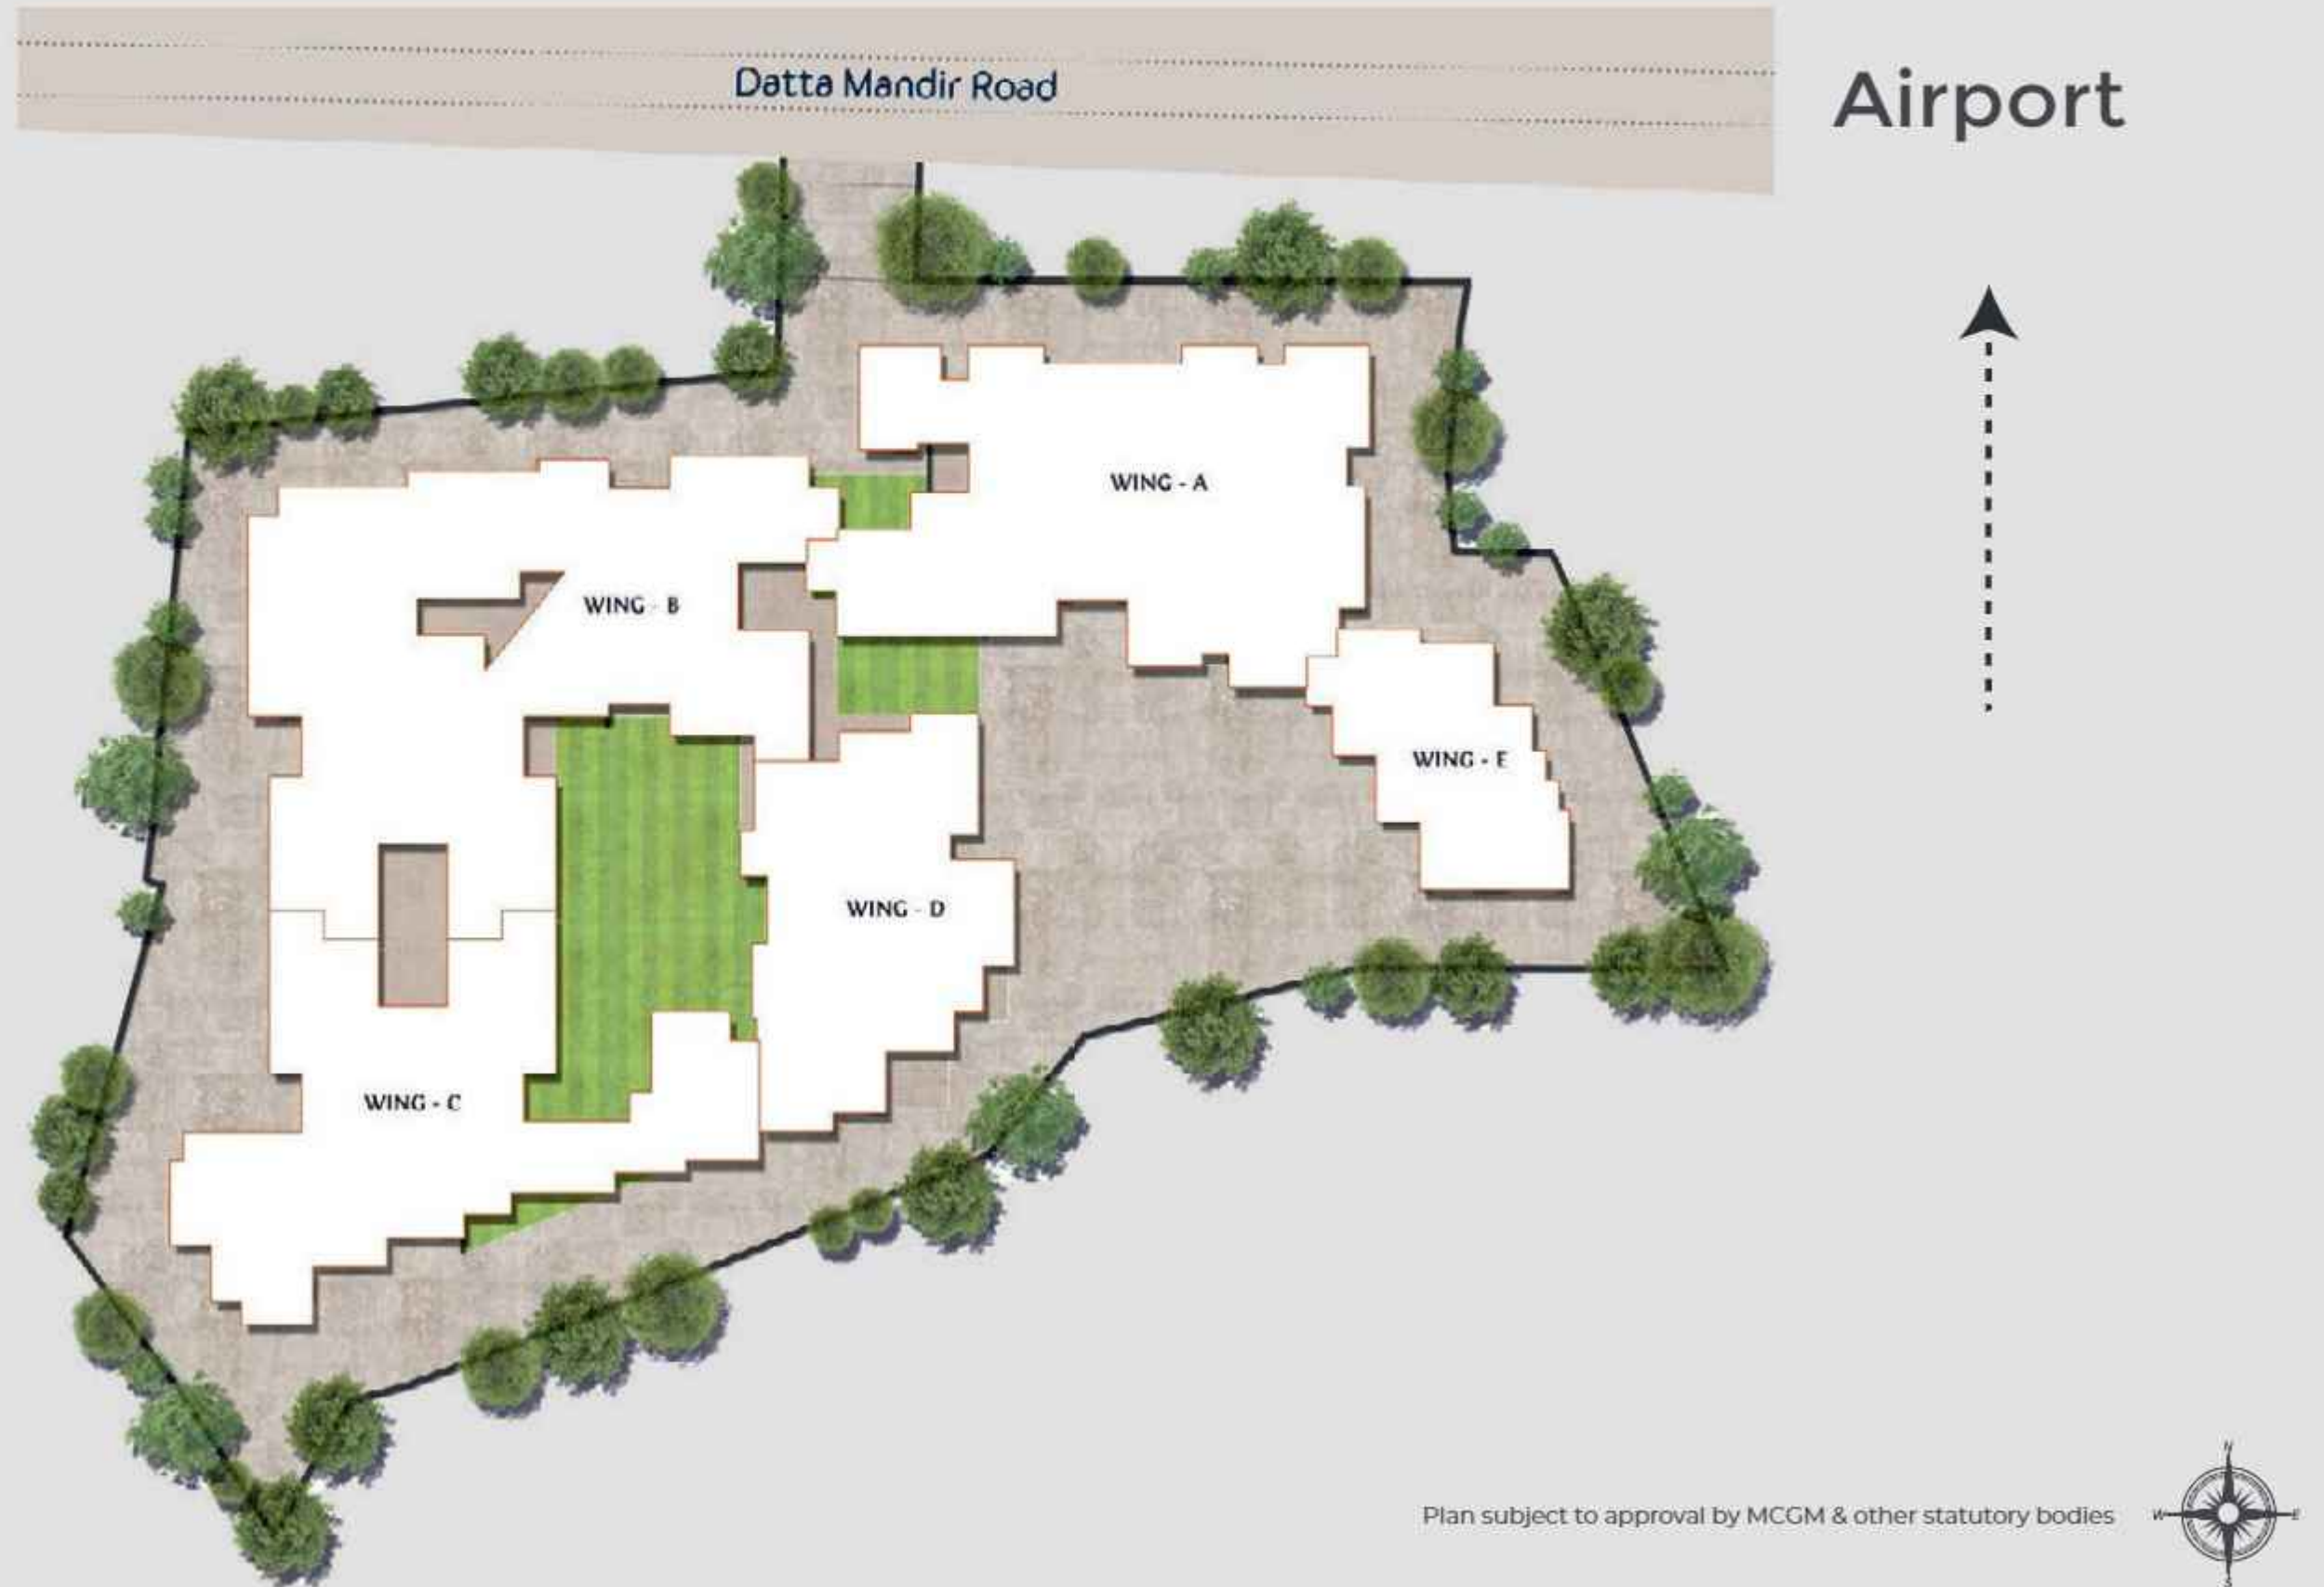 Datta Mandir Road
Airport
WING - A
WING - B
WING - E
WING - D
WING - C
Plan subject to approval by MCGM & other statutory bodies
N
W
E
S